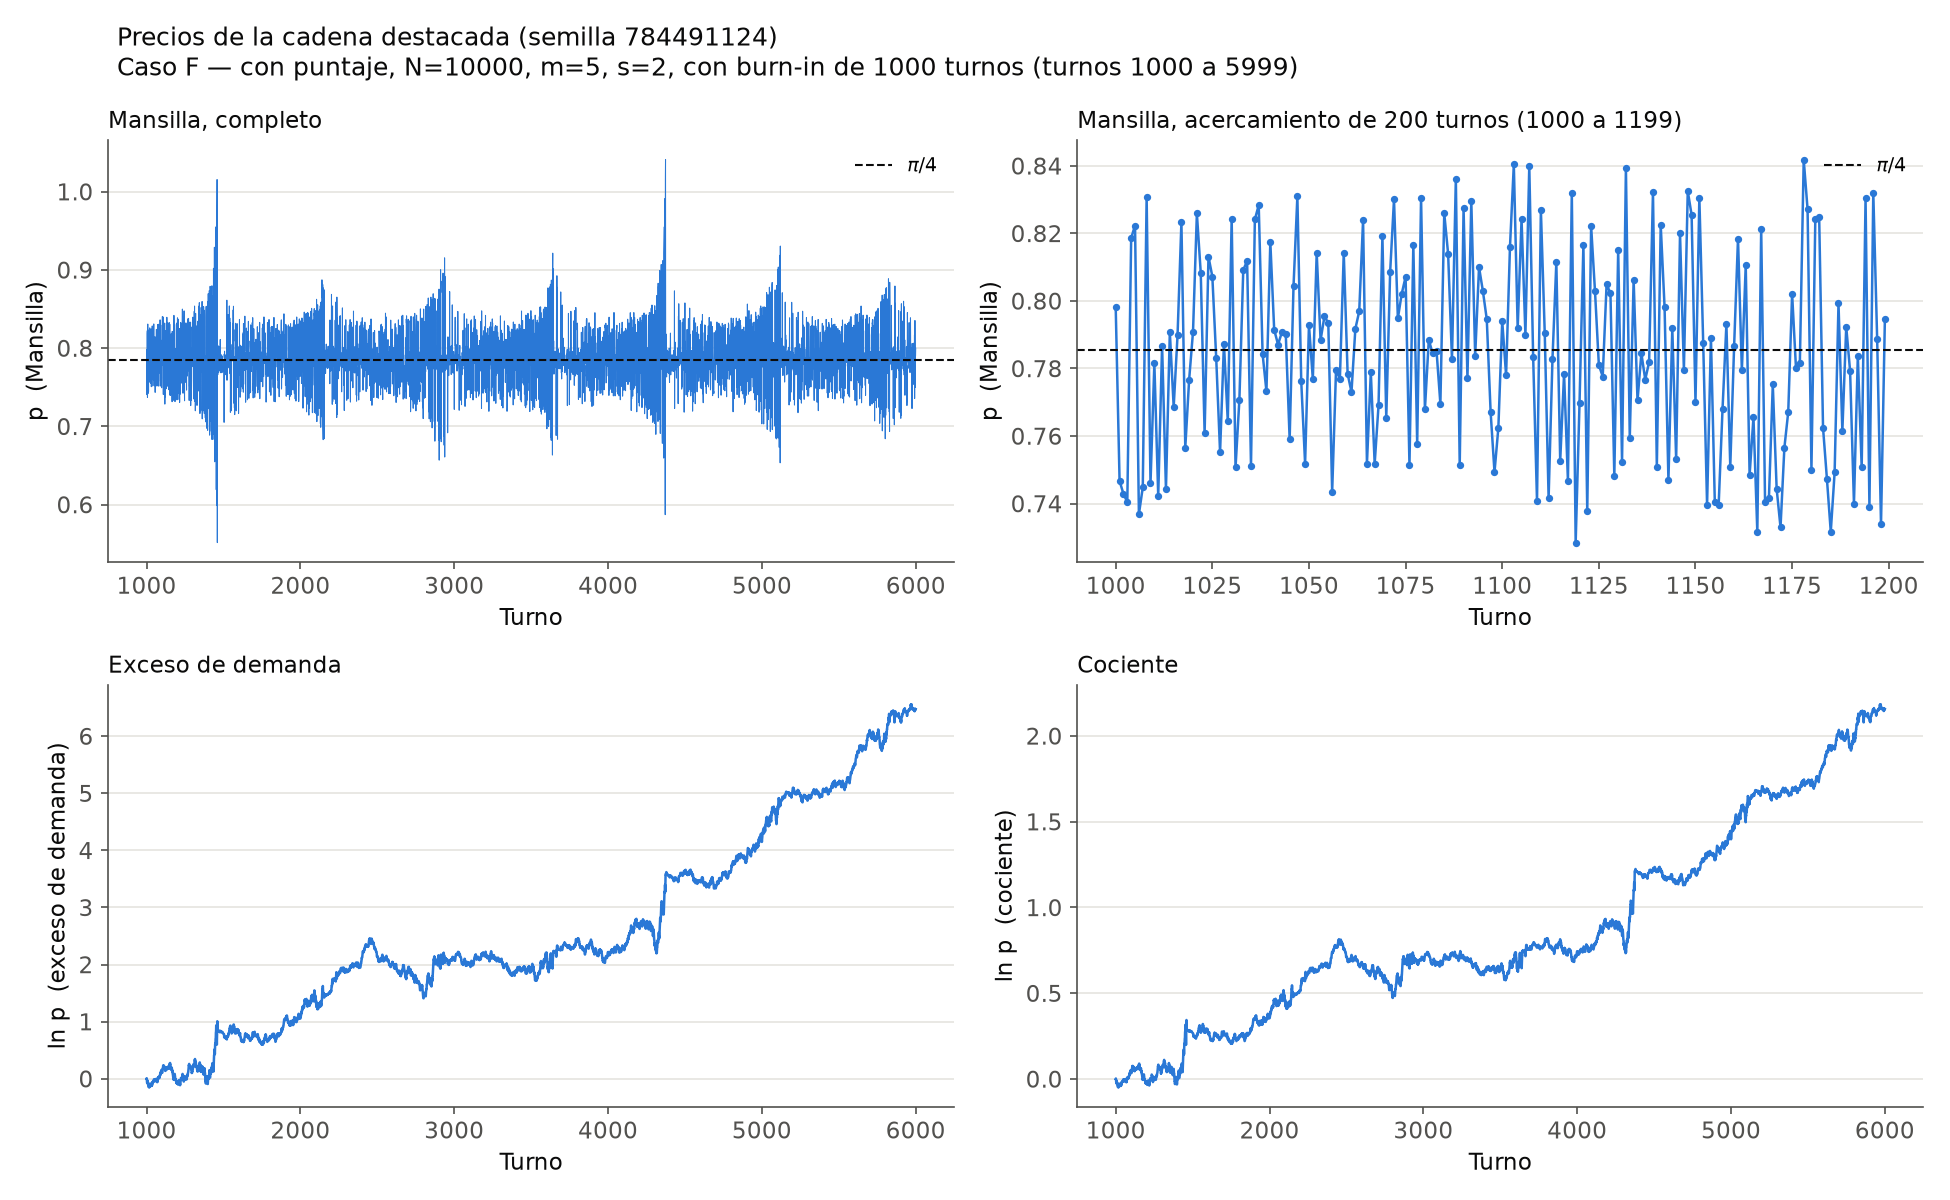 Precios de la cadena destacada (semilla 784491124)
Caso F — con puntaje, N=10000, m=5, s=2, con burn-in de 1000 turnos (turnos 1000 a 5999)
Mansilla, completo
π/4
p (Mansilla)
1.0
0.9
0.8
0.7
0.6
1000 2000 3000 4000 5000 6000
Turno
Mansilla, acercamiento de 200 turnos (1000 a 1199)
π/4
p (Mansilla)
0.84
0.82
0.80
0.78
0.76
0.74
1000 1025 1050 1075 1100 1125 1150 1175 1200
Turno
Exceso de demanda
ln p (exceso de demanda)
6
5
4
3
2
1
0
1000 2000 3000 4000 5000 6000
Turno
Cociente
ln p (cociente)
2.0
1.5
1.0
0.5
0.0
1000 2000 3000 4000 5000 6000
Turno